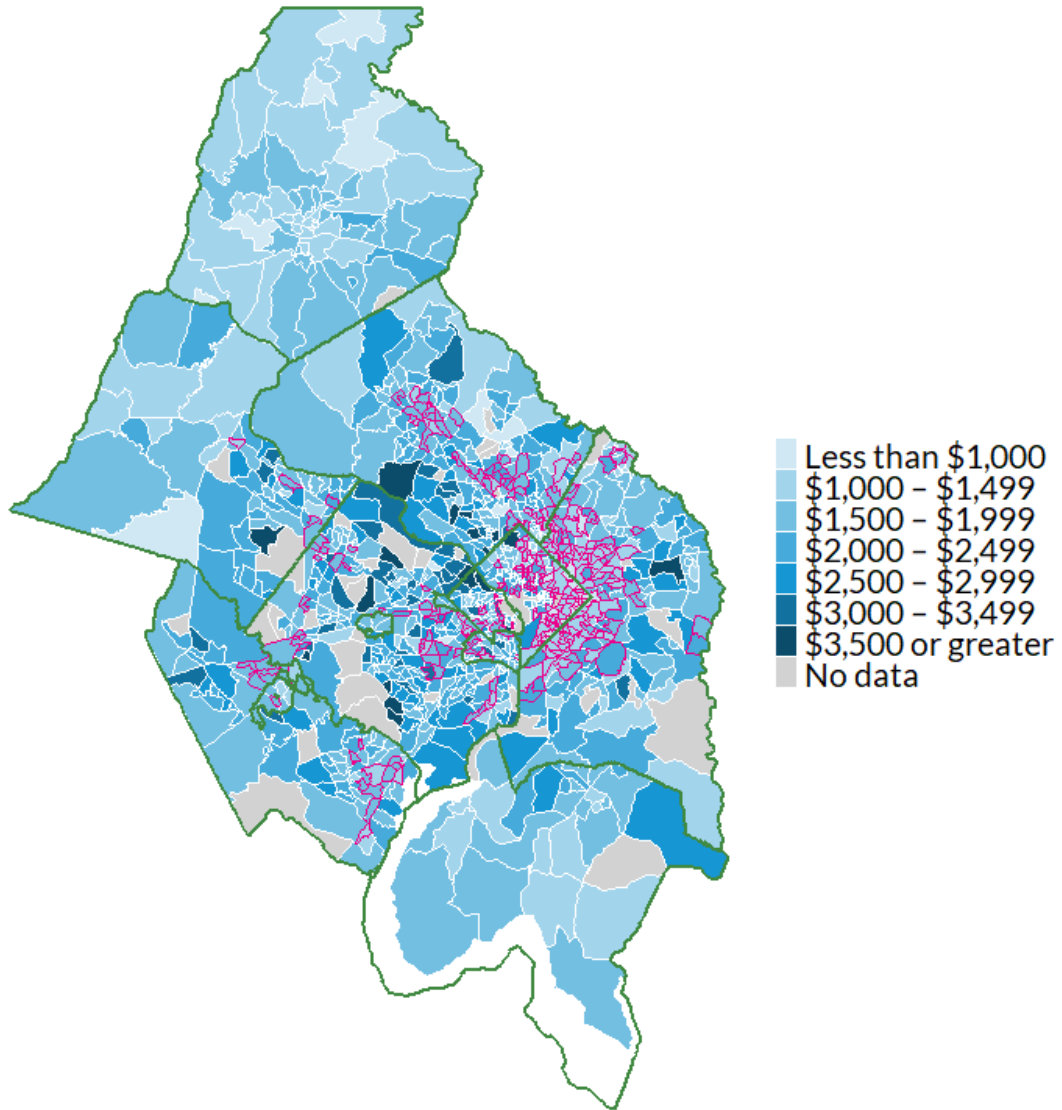 Less than $1,000
$1,000 – $1,499
$1,500 – $1,999
$2,000 – $2,499
$2,500 – $2,999
$3,000 – $3,499
$3,500 or greater
No data